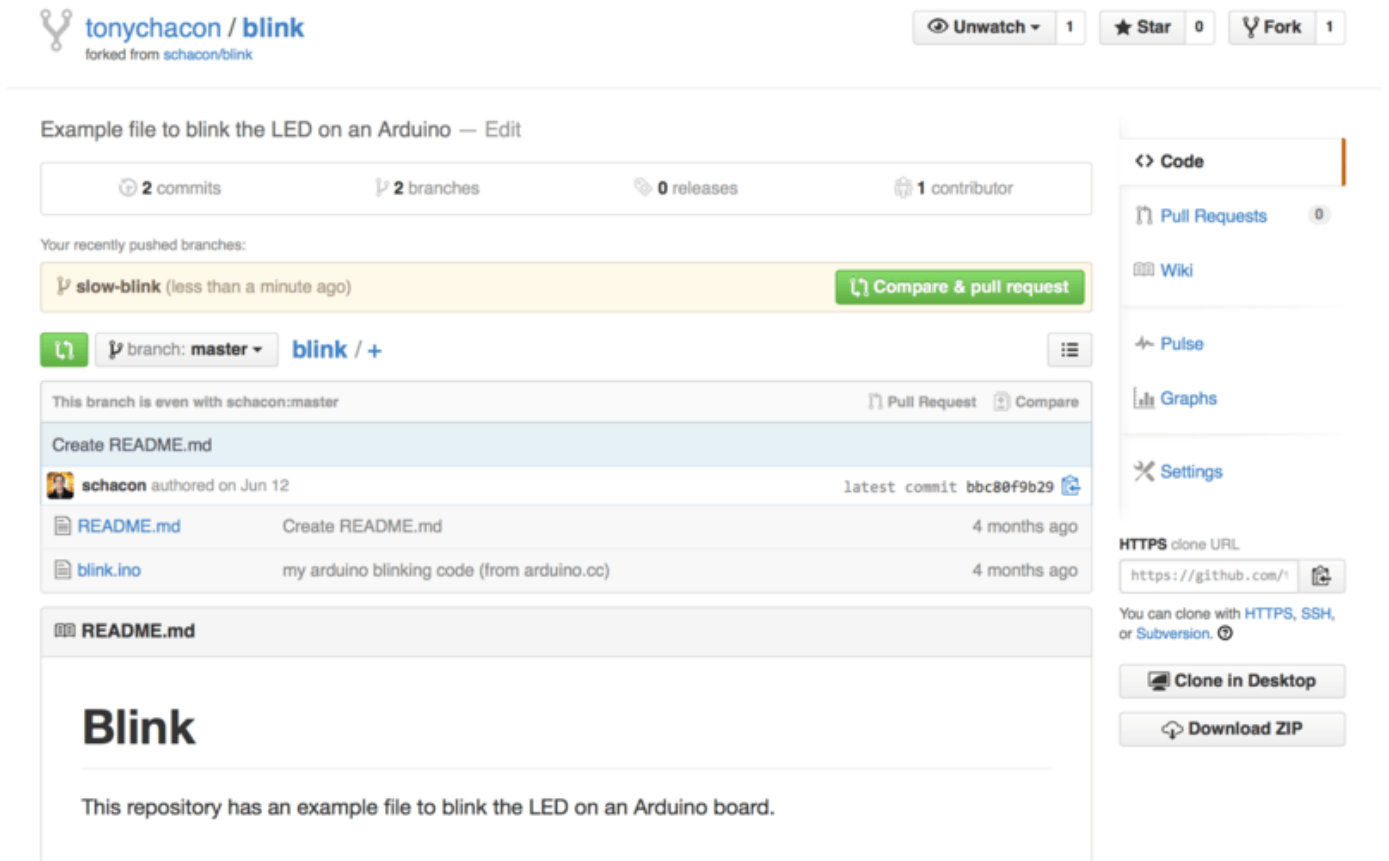 tonychacon / blink
forked from schacon/blink
Unwatch 1 Star 0 Fork 1
Example file to blink the LED on an Arduino — Edit
2 commits 2 branches 0 releases 1 contributor
Your recently pushed branches:
slow-blink (less than a minute ago) Compare & pull request
branch: master blink / +
This branch is even with schacon:master Pull Request Compare
Create README.md
schacon authored on Jun 12 latest commit bbc80f9b29
README.md Create README.md 4 months ago
blink.ino my arduino blinking code (from arduino.cc) 4 months ago
README.md
Blink
This repository has an example file to blink the LED on an Arduino board.
Code
Pull Requests 0
Wiki
Pulse
Graphs
Settings
HTTPS clone URL
https://github.com/
You can clone with HTTPS, SSH,
or Subversion.
Clone in Desktop
Download ZIP